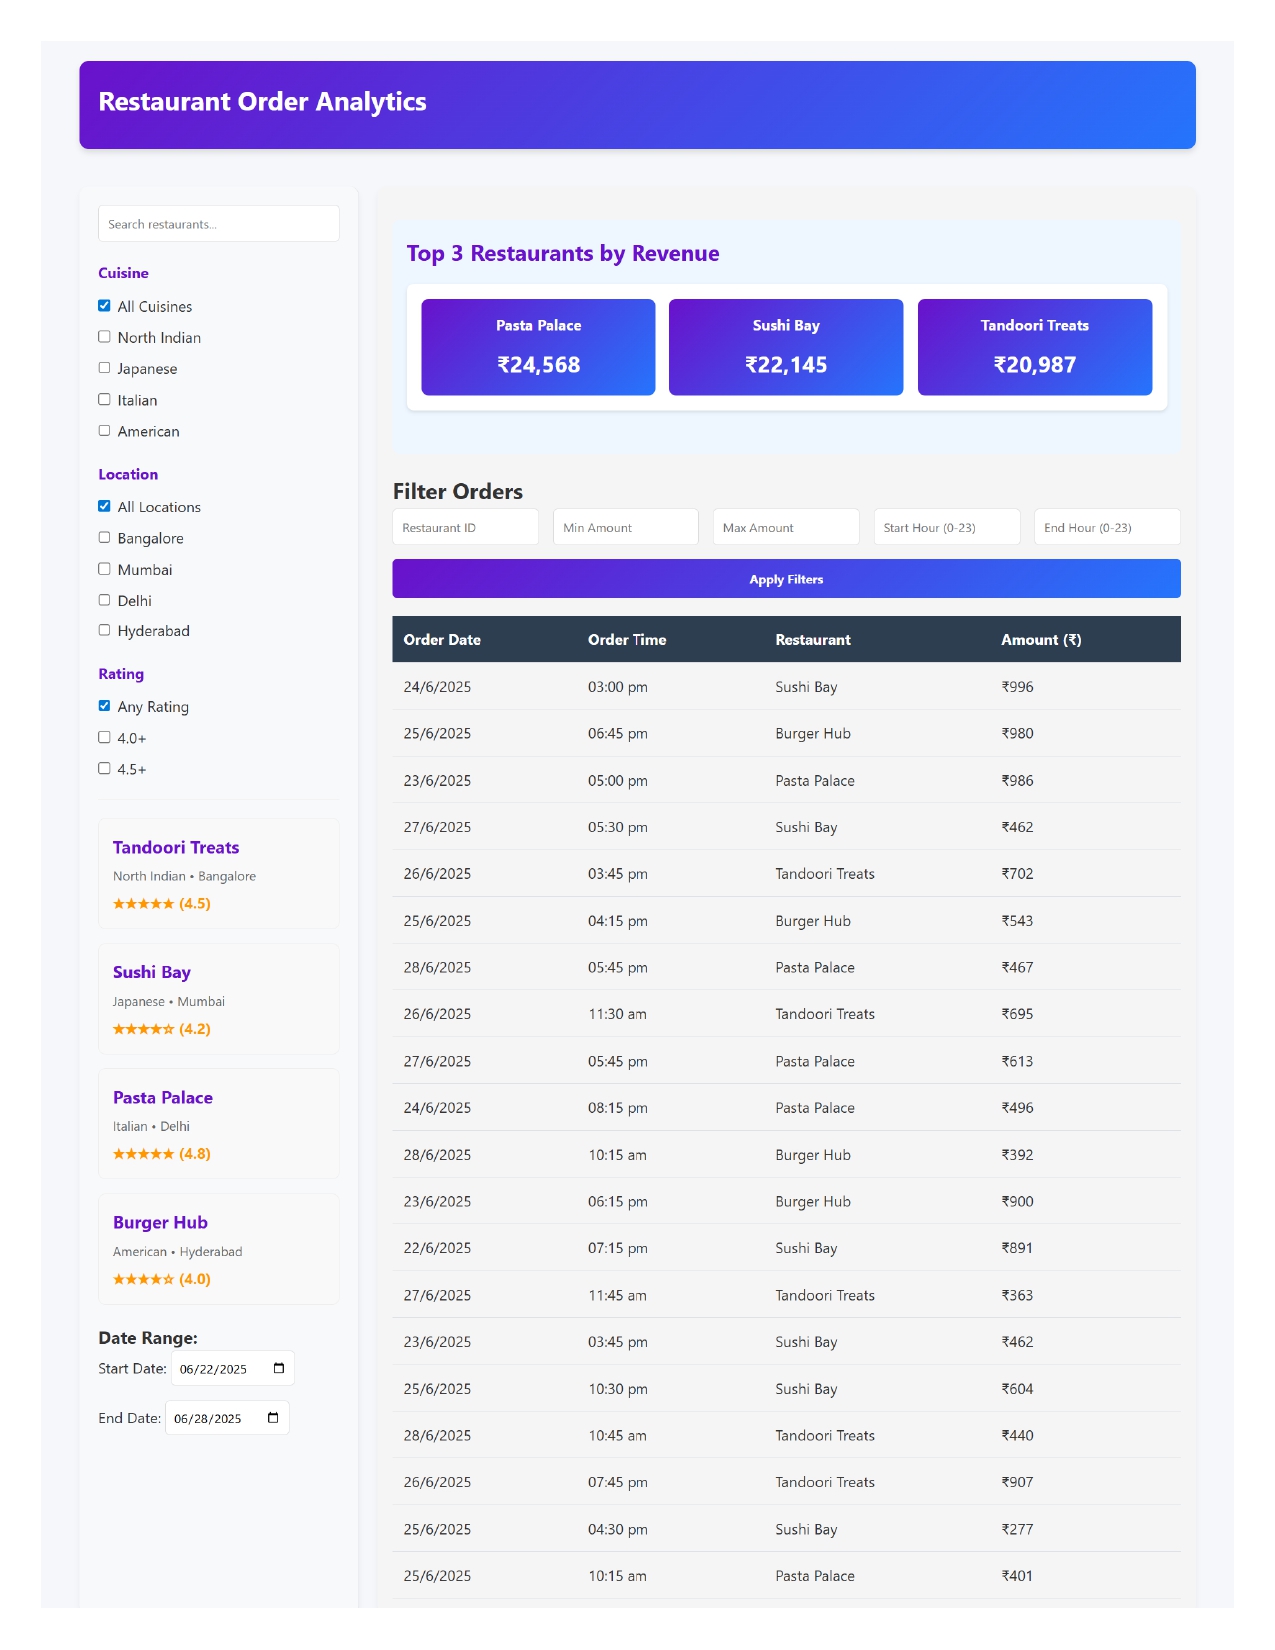 Restaurant Order Analytics
Search restaurants...
Cuisine
All Cuisines
North Indian
Japanese
Italian
American
Location
All Locations
Bangalore
Mumbai
Delhi
Hyderabad
Rating
Any Rating
4.0+
4.5+
Tandoori Treats
North Indian • Bangalore
★★★★★ (4.5)
Sushi Bay
Japanese • Mumbai
★★★★☆ (4.2)
Pasta Palace
Italian • Delhi
★★★★★ (4.8)
Burger Hub
American • Hyderabad
★★★★☆ (4.0)
Date Range:
Start Date: 06/22/2025
End Date: 06/28/2025
Top 3 Restaurants by Revenue
Pasta Palace
₹24,568
Sushi Bay
₹22,145
Tandoori Treats
₹20,987
Filter Orders
Restaurant ID Min Amount Max Amount Start Hour (0-23) End Hour (0-23)
Apply Filters
Order Date Order Time Restaurant Amount (₹)
24/6/2025 03:00 pm Sushi Bay ₹996
25/6/2025 06:45 pm Burger Hub ₹980
23/6/2025 05:00 pm Pasta Palace ₹986
27/6/2025 05:30 pm Sushi Bay ₹462
26/6/2025 03:45 pm Tandoori Treats ₹702
25/6/2025 04:15 pm Burger Hub ₹543
28/6/2025 05:45 pm Pasta Palace ₹467
26/6/2025 11:30 am Tandoori Treats ₹695
27/6/2025 05:45 pm Pasta Palace ₹613
24/6/2025 08:15 pm Pasta Palace ₹496
28/6/2025 10:15 am Burger Hub ₹392
23/6/2025 06:15 pm Burger Hub ₹900
22/6/2025 07:15 pm Sushi Bay ₹891
27/6/2025 11:45 am Tandoori Treats ₹363
23/6/2025 03:45 pm Sushi Bay ₹462
25/6/2025 10:30 pm Sushi Bay ₹604
28/6/2025 10:45 am Tandoori Treats ₹440
26/6/2025 07:45 pm Tandoori Treats ₹907
25/6/2025 04:30 pm Sushi Bay ₹277
25/6/2025 10:15 am Pasta Palace ₹401